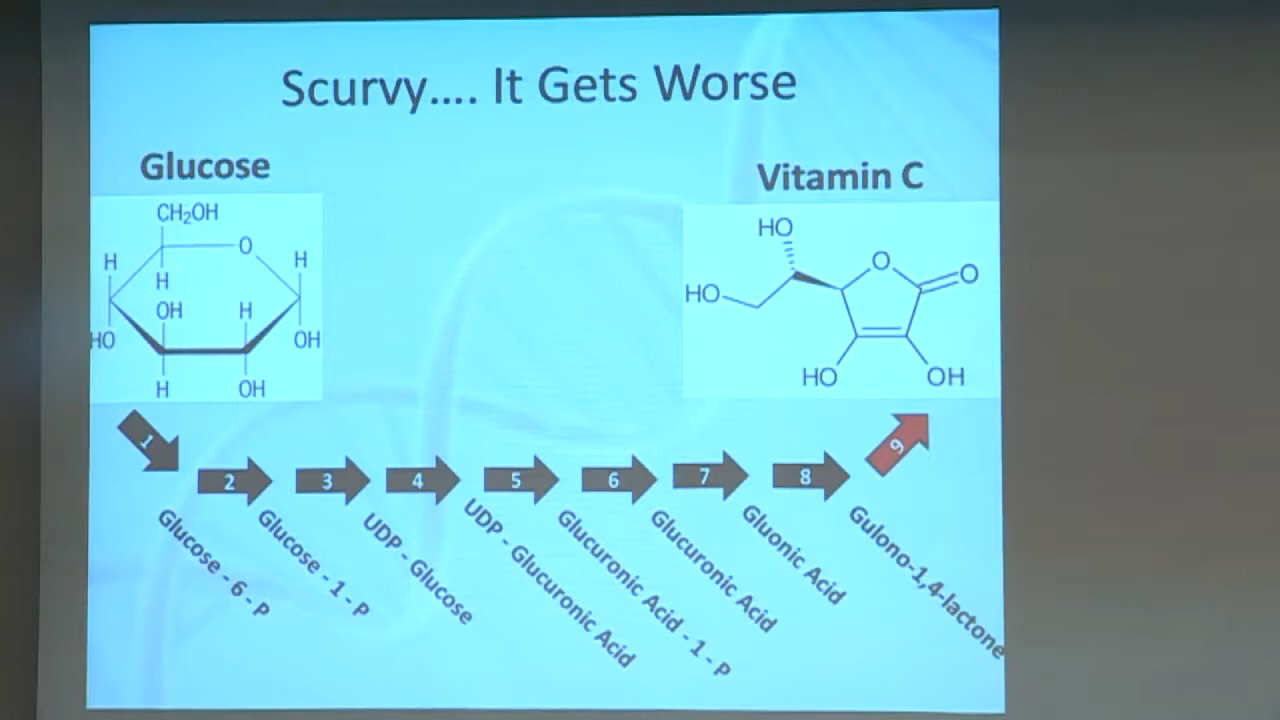 Scurvy.... It Gets Worse
Glucose
CH2OH
O
H
H
H
OH
H
HO
OH
H
OH
Vitamin C
HO
O
O
HO
HO
OH
1
2
3
4
5
6
7
8
9
Glucose - 6 - P
Glucose - 1 - P
UDP - Glucose
UDP - Glucuronic Acid
Glucuronic Acid - 1 - P
Glucuronic Acid
Gluonic Acid
Gulono-1,4-lactone